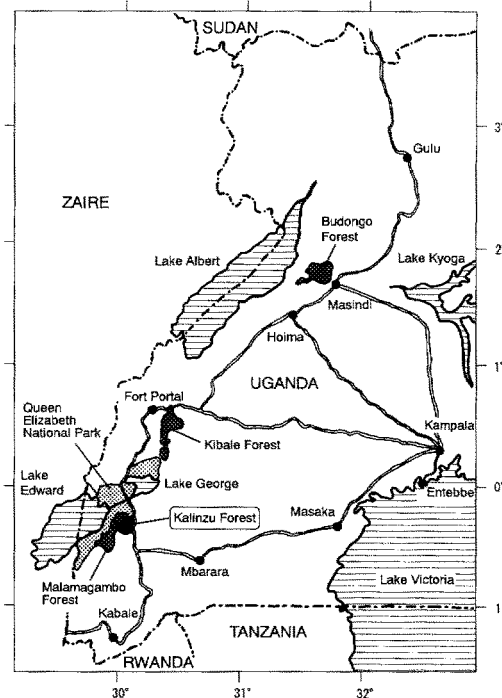 SUDAN
3°
Gulu
ZAIRE
Budongo
Forest
2°
Lake Albert
Lake Kyoga
Masindi
Hoima
1°
UGANDA
Queen
Elizabeth
National Park
Fort Portal
Kampala
Kibale Forest
Lake
Edward
Lake George
0°
Entebbe
Kalinzu Forest
Masaka
Malamagambo
Forest
Mbarara
Lake Victoria
Kabale
1
TANZANIA
RWANDA
30°
31°
32°